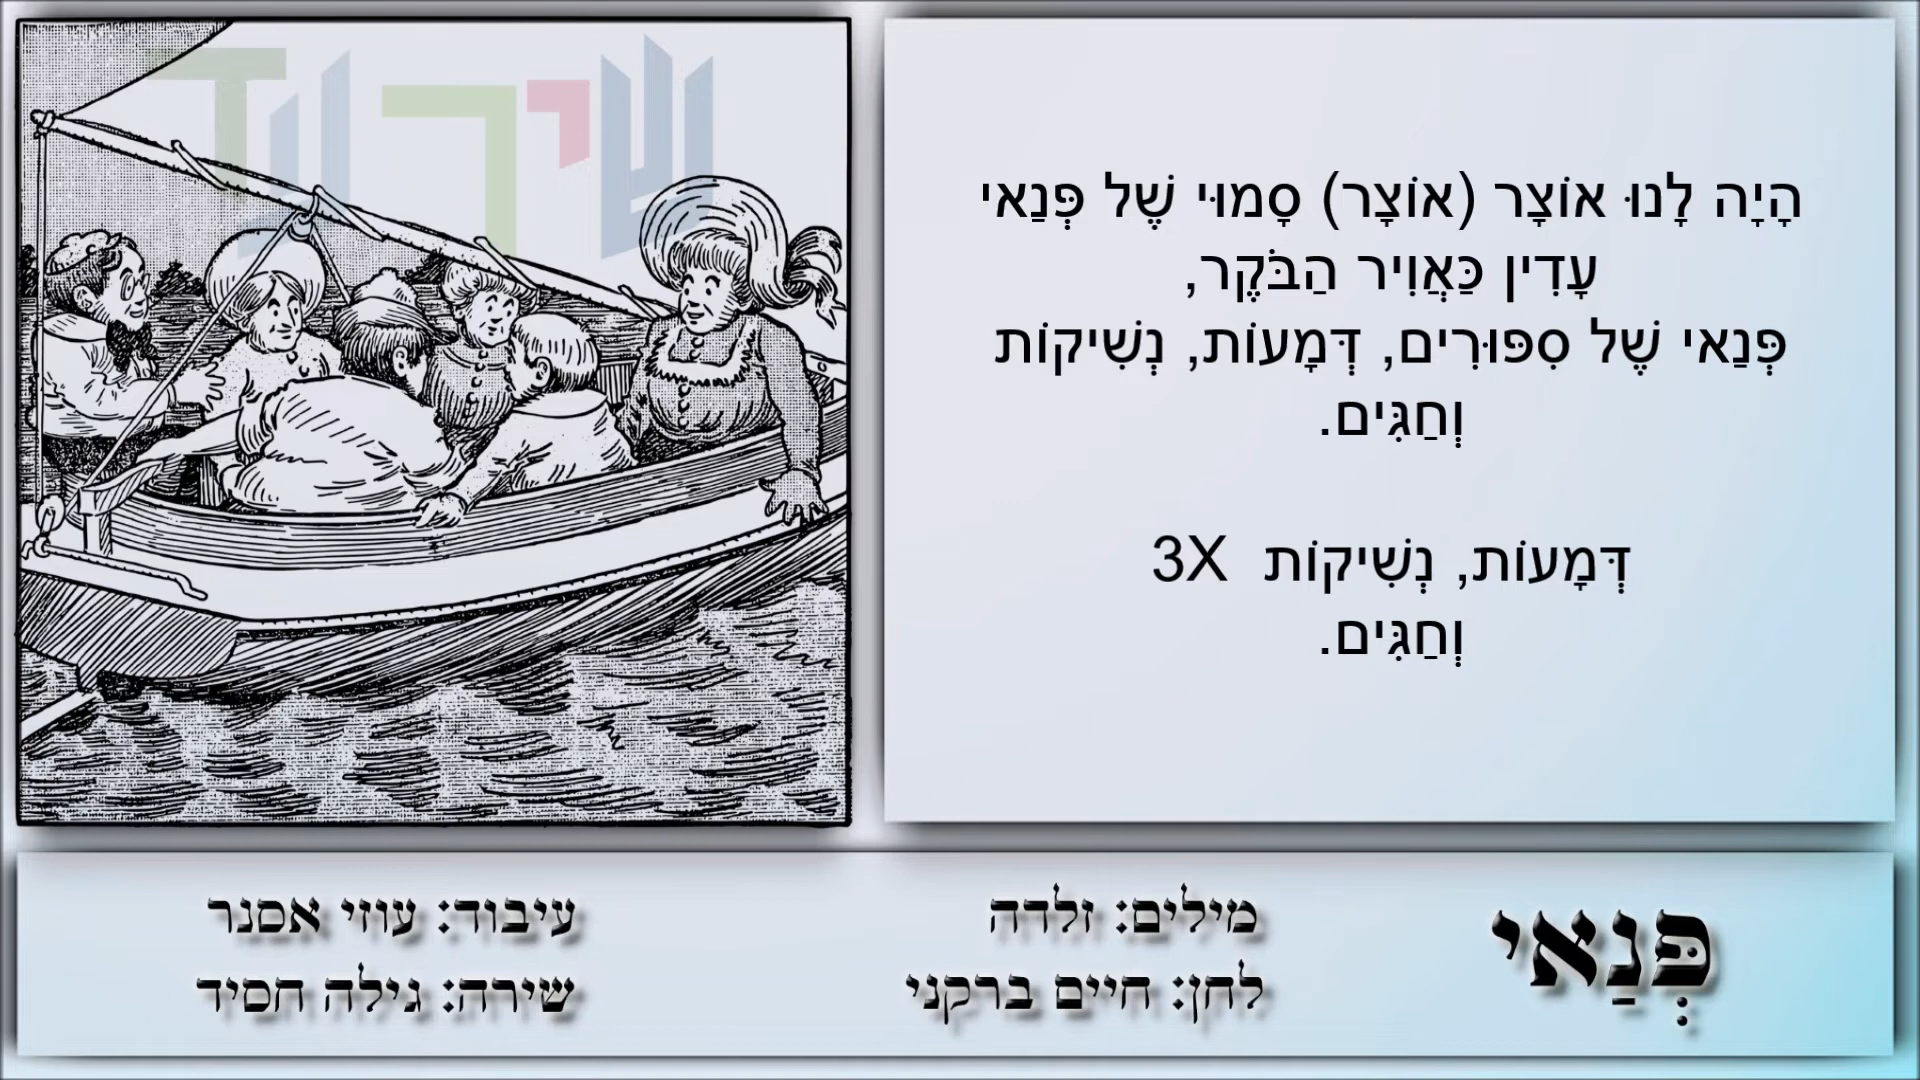 הָיָה לָנוּ אוֹצָר (אוֹצָר) סָמוּי שֶׁל פְּנַאי
עָדִין כַּאֲוִיר הַבֹּקֶר,
פְּנַאי שֶׁל סִפּוּרִים, דְּמָעוֹת, נְשִׁיקוֹת
וְחַגִּים.
דְּמָעוֹת, נְשִׁיקוֹת 3X
וְחַגִּים.
פְּנַאי
מילים: זלדה
לחן: חיים ברקני
עיבוד: עוזי אסנר
שירה: גילה חסיד